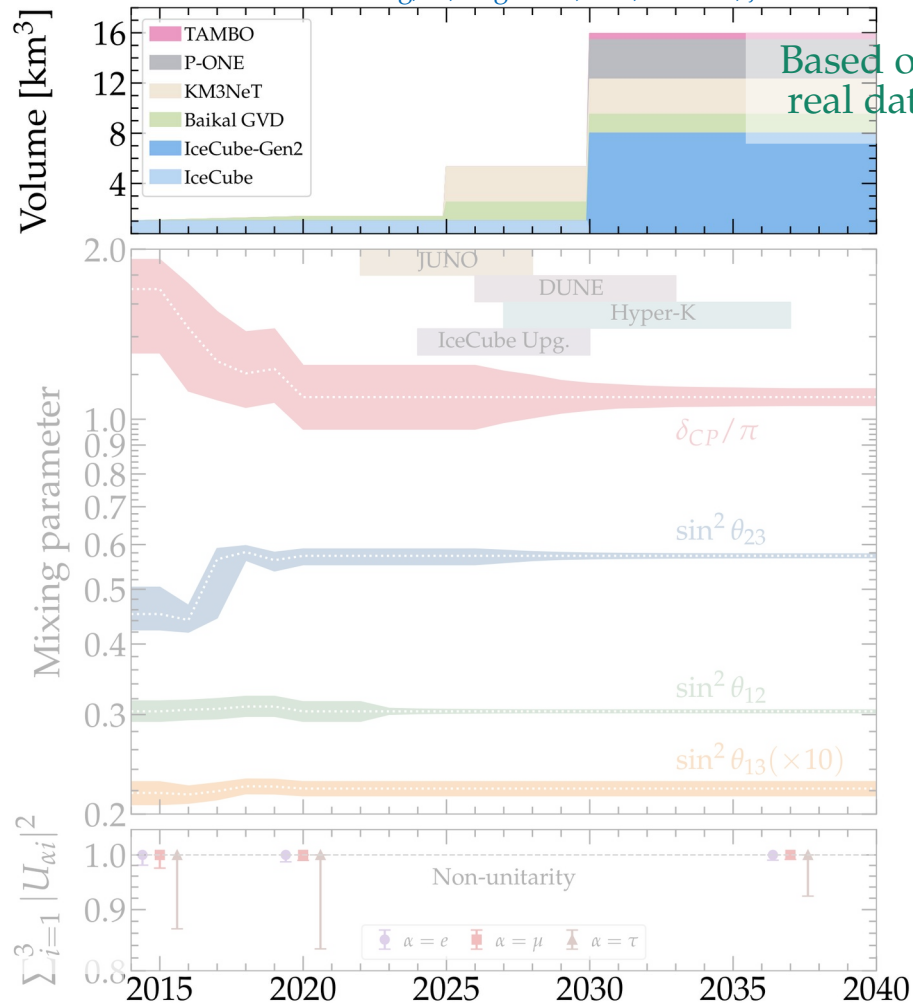 Volume [km³]
16
12
8
4
TAMBO
P-ONE
KM3NeT
Baikal GVD
IceCube-Gen2
IceCube
Based o
real dat
Mixing parameter
2.0
1.0
0.9
0.8
0.7
0.6
0.5
0.4
0.3
0.2
JUNO
DUNE
Hyper-K
IceCube Upg.
δ_CP/π
sin² θ₂₃
sin² θ₁₂
sin² θ₁₃(×10)
∑³ᵢ₌₁ |U_αi|²
1.0
0.9
0.8
Non-unitarity
α = e
α = μ
α = τ
2015 2020 2025 2030 2035 2040